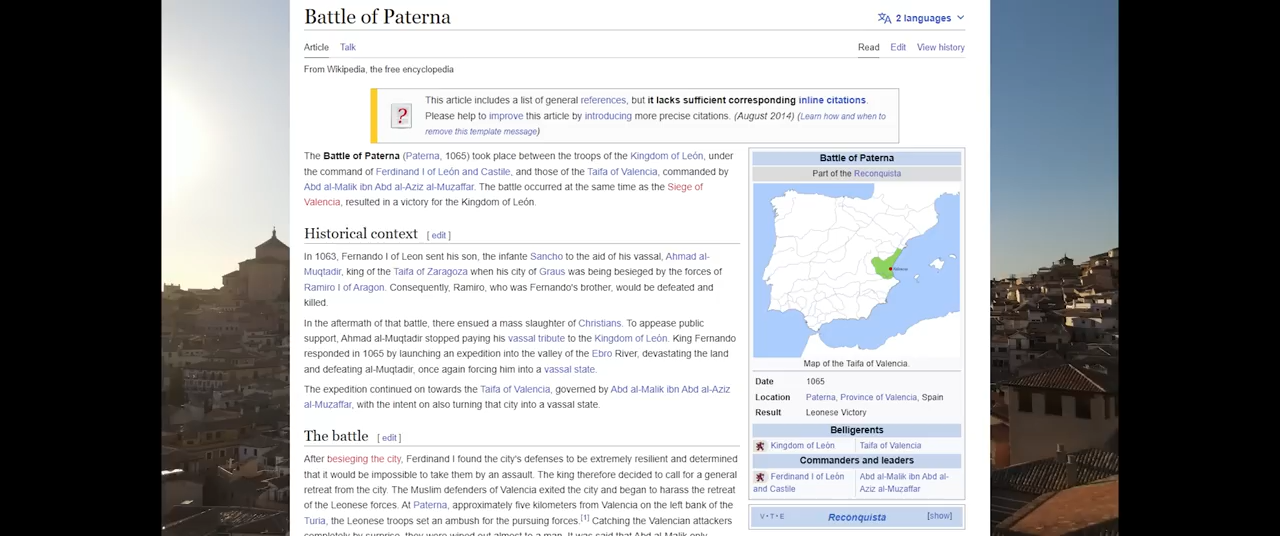 Battle of Paterna
2 languages
Article Talk
Read Edit View history
From Wikipedia, the free encyclopedia
This article includes a list of general references, but it lacks sufficient corresponding inline citations.
Please help to improve this article by introducing more precise citations. (August 2014) (Learn how and when to
remove this template message)
The Battle of Paterna (Paterna, 1065) took place between the troops of the Kingdom of León, under
the command of Ferdinand I of León and Castile, and those of the Taifa of Valencia, commanded by
Abd al-Malik ibn Abd al-Aziz al-Muzaffar. The battle occurred at the same time as the Siege of
Valencia, resulted in a victory for the Kingdom of León.
Historical context [ edit ]
In 1063, Fernando I of Leon sent his son, the infante Sancho to the aid of his vassal, Ahmad al-
Muqtadir, king of the Taifa of Zaragoza when his city of Graus was being besieged by the forces of
Ramiro I of Aragon. Consequently, Ramiro, who was Fernando's brother, would be defeated and
killed.
In the aftermath of that battle, there ensued a mass slaughter of Christians. To appease public
support, Ahmad al-Muqtadir stopped paying his vassal tribute to the Kingdom of León. King Fernando
responded in 1065 by launching an expedition into the valley of the Ebro River, devastating the land
and defeating al-Muqtadir, once again forcing him into a vassal state.
The expedition continued on towards the Taifa of Valencia, governed by Abd al-Malik ibn Abd al-Aziz
al-Muzaffar, with the intent on also turning that city into a vassal state.
The battle [ edit ]
After besieging the city, Ferdinand I found the city's defenses to be extremely resilient and determined
that it would be impossible to take them by an assault. The king therefore decided to call for a general
retreat from the city. The Muslim defenders of Valencia exited the city and began to harass the retreat
of the Leonese forces. At Paterna, approximately five kilometers from Valencia on the left bank of the
Turia, the Leonese troops set an ambush for the pursuing forces.[1] Catching the Valencian attackers
completely by surprise, they were wiped out almost to a man. It was said that Abd al-Malik only
Battle of Paterna
Part of the Reconquista
Map of the Taifa of Valencia.
Date 1065
Location Paterna, Province of Valencia, Spain
Result Leonese Victory
Belligerents
Kingdom of León Taifa of Valencia
Commanders and leaders
Ferdinand I of León Abd al-Malik ibn Abd al-
and Castile Aziz al-Muzaffar
V·T·E Reconquista [show]